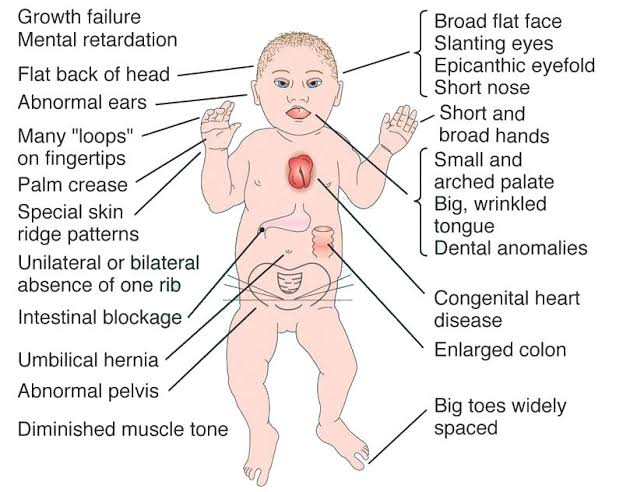 Growth failure
Mental retardation
Flat back of head
Abnormal ears
Many "loops"
on fingertips
Palm crease
Special skin
ridge patterns
Unilateral or bilateral
absence of one rib
Intestinal blockage
Umbilical hernia
Abnormal pelvis
Diminished muscle tone
Broad flat face
Slanting eyes
Epicanthic eyefold
Short nose
Short and
broad hands
Small and
arched palate
Big, wrinkled
tongue
Dental anomalies
Congenital heart
disease
Enlarged colon
Big toes widely
spaced